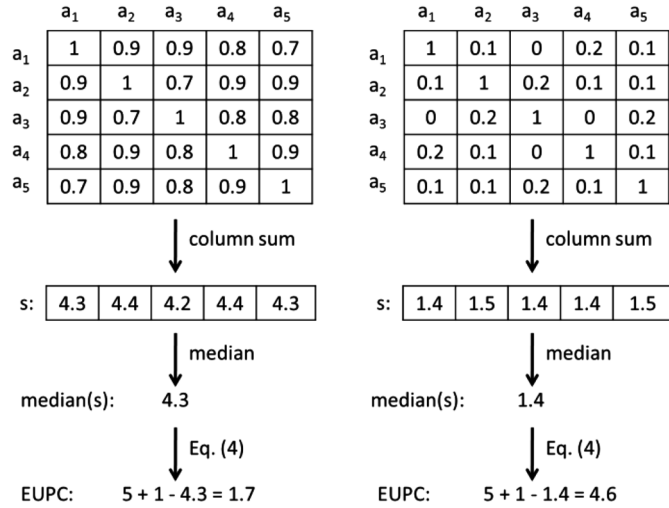 a1 a2 a3 a4 a5
a1 1 0.9 0.9 0.8 0.7
a2 0.9 1 0.7 0.9 0.9
a3 0.9 0.7 1 0.8 0.8
a4 0.8 0.9 0.8 1 0.9
a5 0.7 0.9 0.8 0.9 1
column sum
s: 4.3 4.4 4.2 4.4 4.3
median
median(s): 4.3
Eq. (4)
EUPC: 5 + 1 - 4.3 = 1.7
a1 a2 a3 a4 a5
a1 1 0.1 0 0.2 0.1
a2 0.1 1 0.2 0.1 0.1
a3 0 0.2 1 0 0.2
a4 0.2 0.1 0 1 0.1
a5 0.1 0.1 0.2 0.1 1
column sum
s: 1.4 1.5 1.4 1.4 1.5
median
median(s): 1.4
Eq. (4)
EUPC: 5 + 1 - 1.4 = 4.6